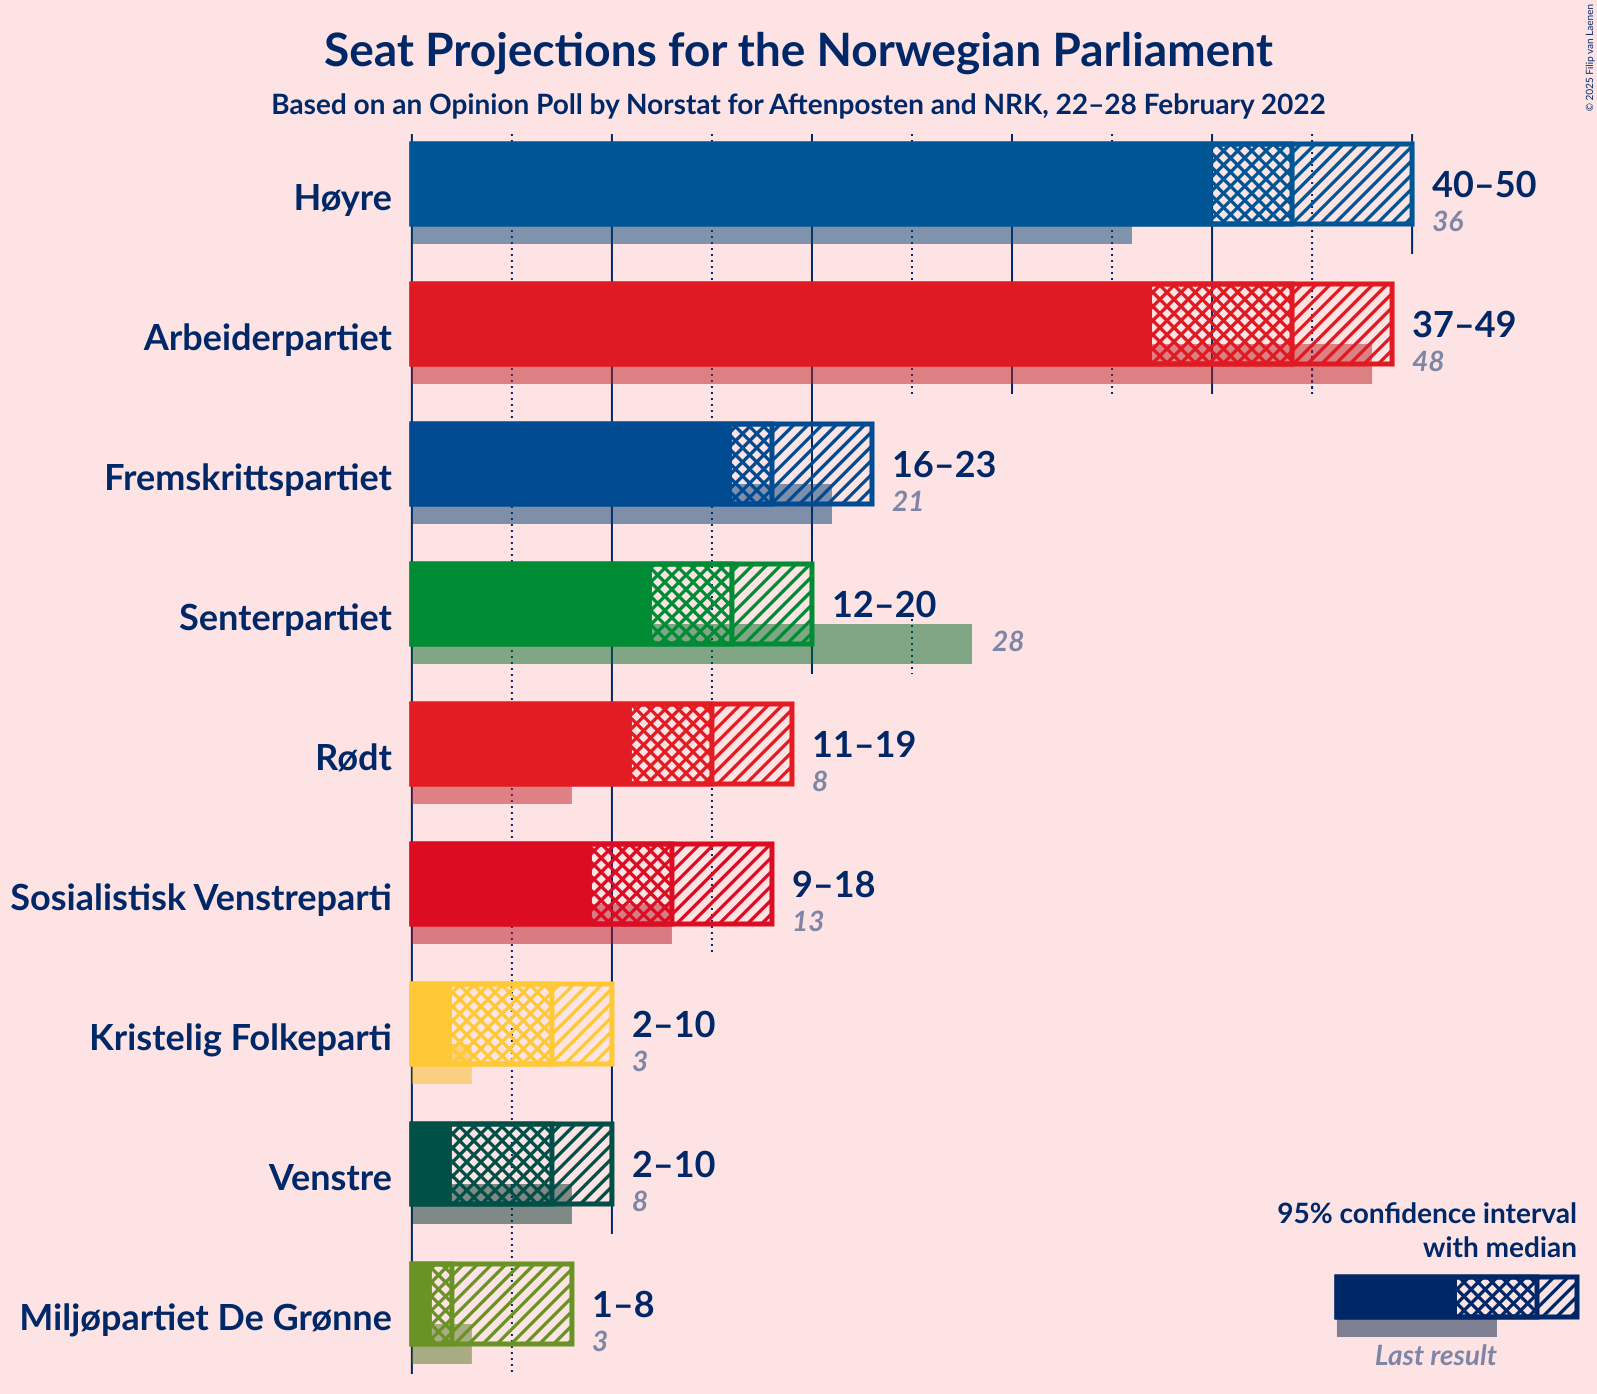 Seat Projections for the Norwegian Parliament
Based on an Opinion Poll by Norstat for Aftenposten and NRK, 22–28 February 2022
© 2025 Filip van Laenen
Høyre
40–50
36
Arbeiderpartiet
37–49
48
Fremskrittspartiet
16–23
21
Senterpartiet
12–20
28
Rødt
11–19
8
Sosialistisk Venstreparti
9–18
13
Kristelig Folkeparti
2–10
3
Venstre
2–10
8
Miljøpartiet De Grønne
1–8
3
95% confidence interval
with median
Last result